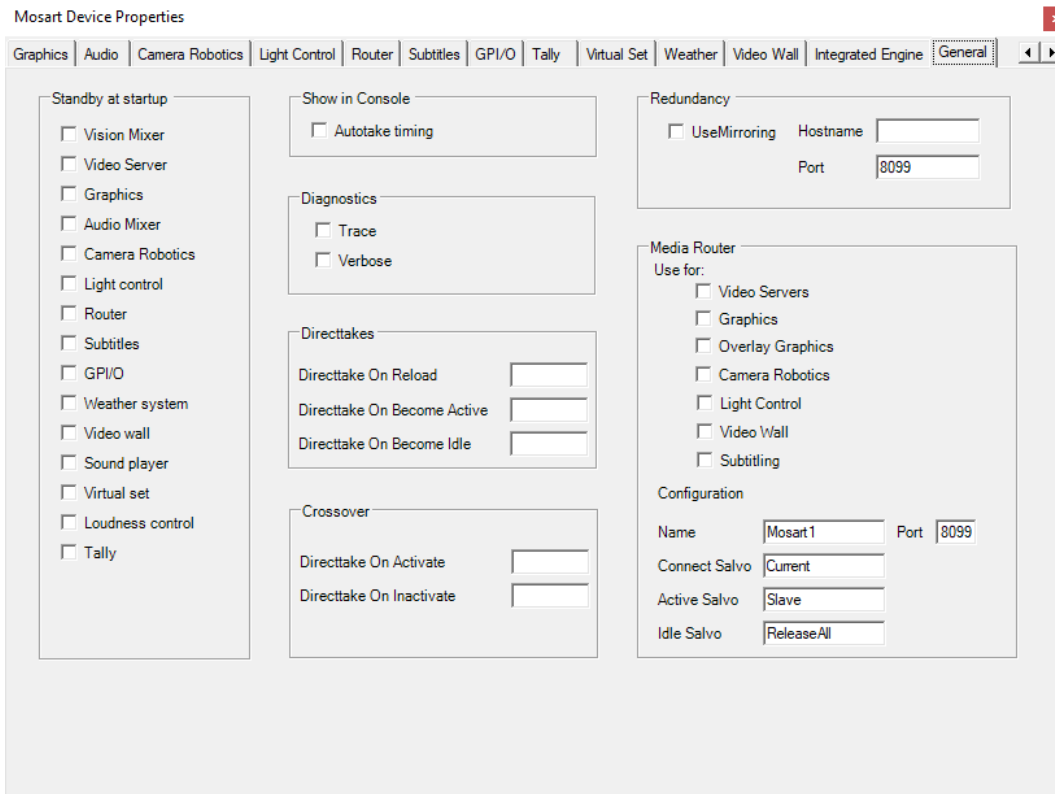 Mosart Device Properties
Graphics Audio Camera Robotics Light Control Router Subtitles GPI/O Tally Virtual Set Weather Video Wall Integrated Engine General
Standby at startup
Vision Mixer
Video Server
Graphics
Audio Mixer
Camera Robotics
Light control
Router
Subtitles
GPI/O
Weather system
Video wall
Sound player
Virtual set
Loudness control
Tally
Show in Console
Autotake timing
Diagnostics
Trace
Verbose
Directtakes
Directtake On Reload
Directtake On Become Active
Directtake On Become Idle
Crossover
Directtake On Activate
Directtake On Inactivate
Redundancy
UseMirroring Hostname
Port 8099
Media Router
Use for:
Video Servers
Graphics
Overlay Graphics
Camera Robotics
Light Control
Video Wall
Subtitling
Configuration
Name Mosart1 Port 8099
Connect Salvo Current
Active Salvo Slave
Idle Salvo ReleaseAll